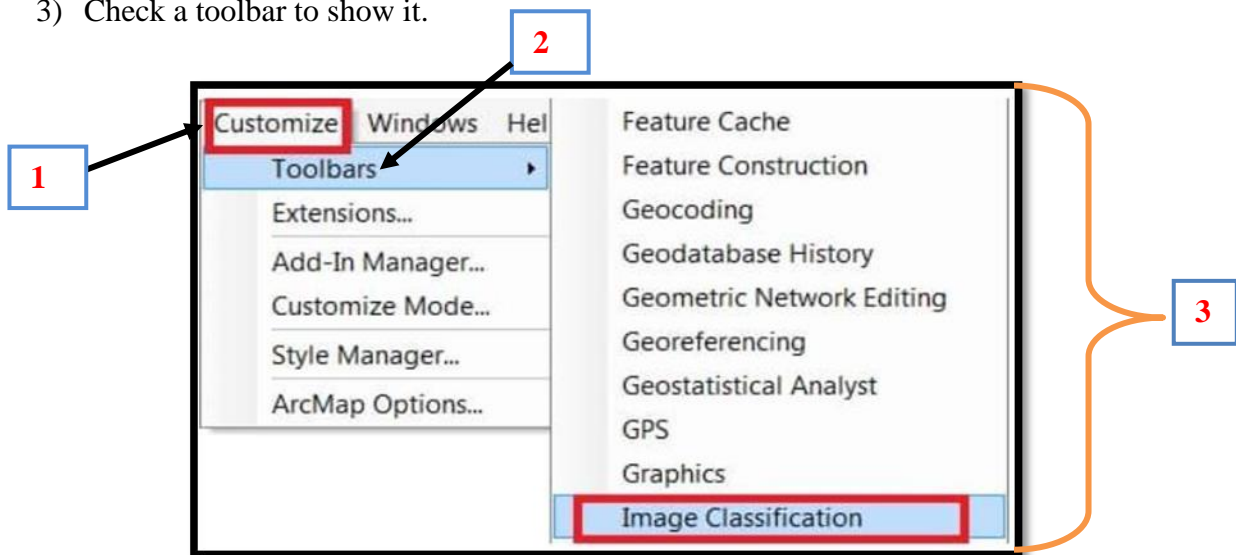 3) Check a toolbar to show it.
2
1
3
Customize Windows Hel
Toolbars
Extensions...
Add-In Manager...
Customize Mode...
Style Manager...
ArcMap Options...
Feature Cache
Feature Construction
Geocoding
Geodatabase History
Geometric Network Editing
Georeferencing
Geostatistical Analyst
GPS
Graphics
Image Classification